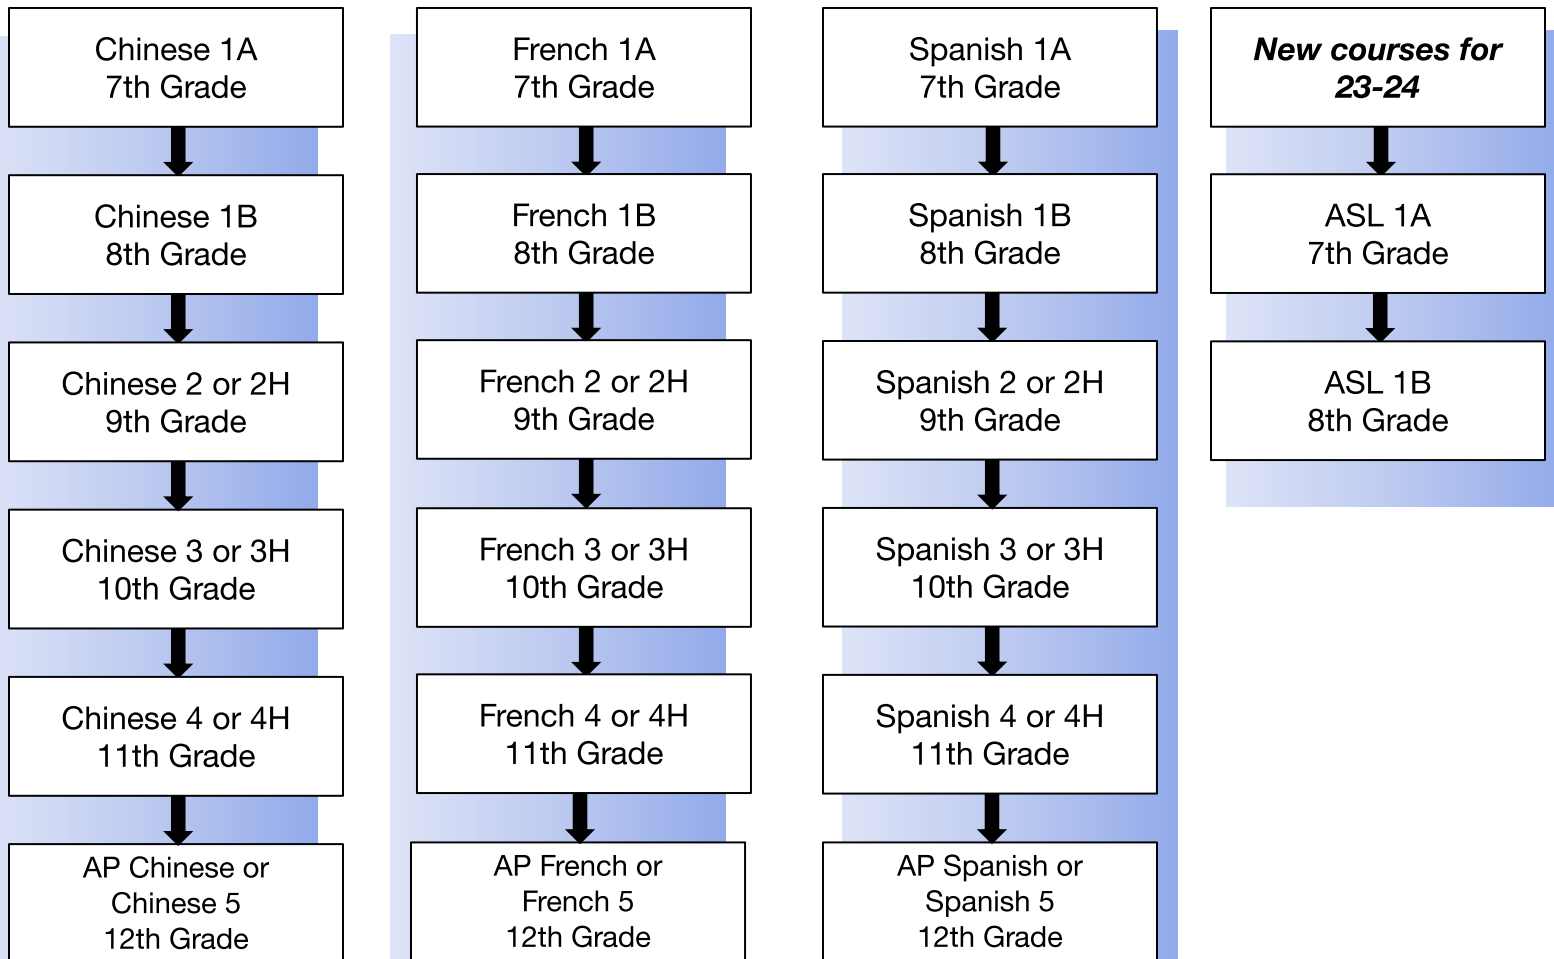 Chinese 1A
7th Grade
Chinese 1B
8th Grade
Chinese 2 or 2H
9th Grade
Chinese 3 or 3H
10th Grade
Chinese 4 or 4H
11th Grade
AP Chinese or
Chinese 5
12th Grade
French 1A
7th Grade
French 1B
8th Grade
French 2 or 2H
9th Grade
French 3 or 3H
10th Grade
French 4 or 4H
11th Grade
AP French or
French 5
12th Grade
Spanish 1A
7th Grade
Spanish 1B
8th Grade
Spanish 2 or 2H
9th Grade
Spanish 3 or 3H
10th Grade
Spanish 4 or 4H
11th Grade
AP Spanish or
Spanish 5
12th Grade
New courses for
23-24
ASL 1A
7th Grade
ASL 1B
8th Grade